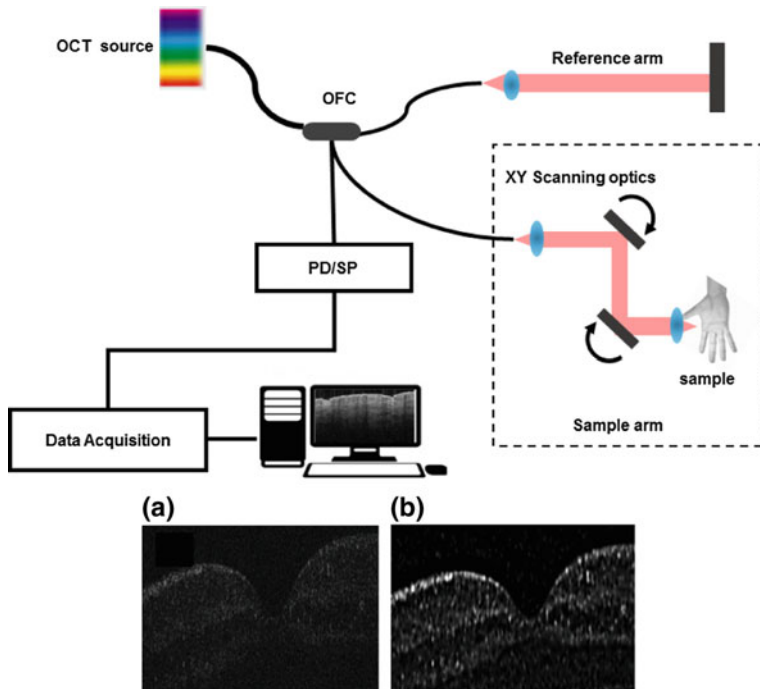 OCT source
OFC
Reference arm
XY Scanning optics
PD/SP
sample
Data Acquisition
Sample arm
(a)
(b)